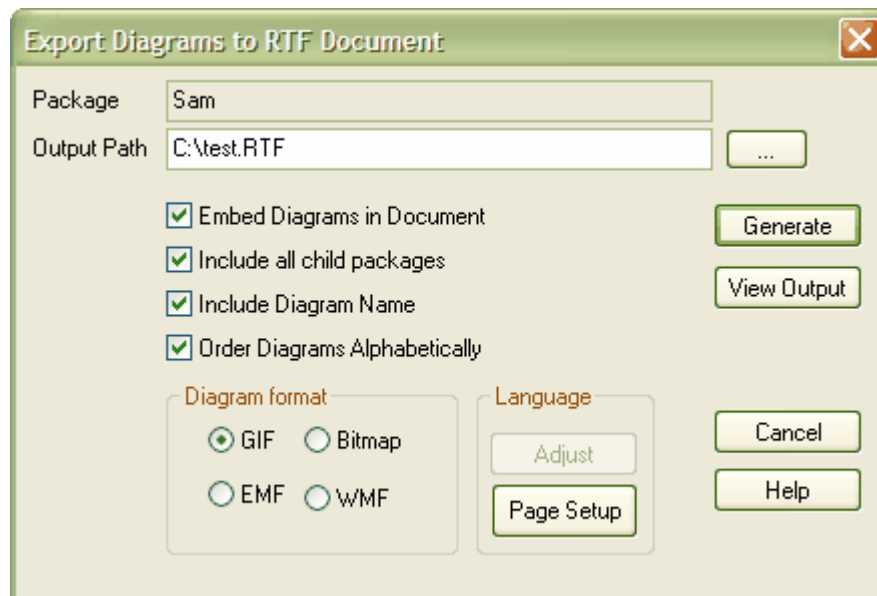 Export Diagrams to RTF Document
Package Sam
Output Path C:\test.RTF ...
Embed Diagrams in Document
Generate
Include all child packages
View Output
Include Diagram Name
Order Diagrams Alphabetically
Diagram format
GIF Bitmap
EMF WMF
Language
Adjust
Page Setup
Cancel
Help